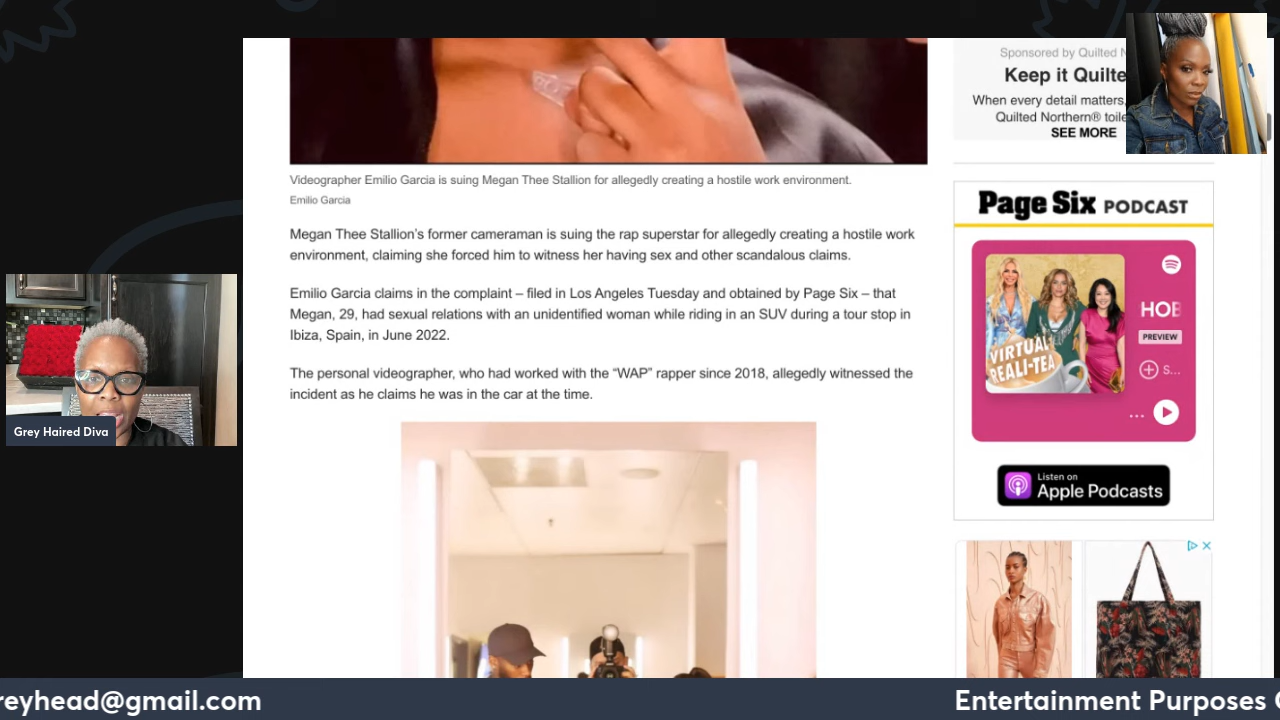 Sponsored by Quilted N
Keep it Quilte
When every detail matters,
Quilted Northern® toile
SEE MORE
Videographer Emilio Garcia is suing Megan Thee Stallion for allegedly creating a hostile work environment.
Emilio Garcia
Megan Thee Stallion's former cameraman is suing the rap superstar for allegedly creating a hostile work
environment, claiming she forced him to witness her having sex and other scandalous claims.
Emilio Garcia claims in the complaint – filed in Los Angeles Tuesday and obtained by Page Six – that
Megan, 29, had sexual relations with an unidentified woman while riding in an SUV during a tour stop in
Ibiza, Spain, in June 2022.
The personal videographer, who had worked with the “WAP” rapper since 2018, allegedly witnessed the
incident as he claims he was in the car at the time.
Page Six PODCAST
VIRTUAL
REALI-TEA
HOB
PREVIEW
S...
Listen on
Apple Podcasts
Grey Haired Diva
reyhead@gmail.com
Entertainment Purposes